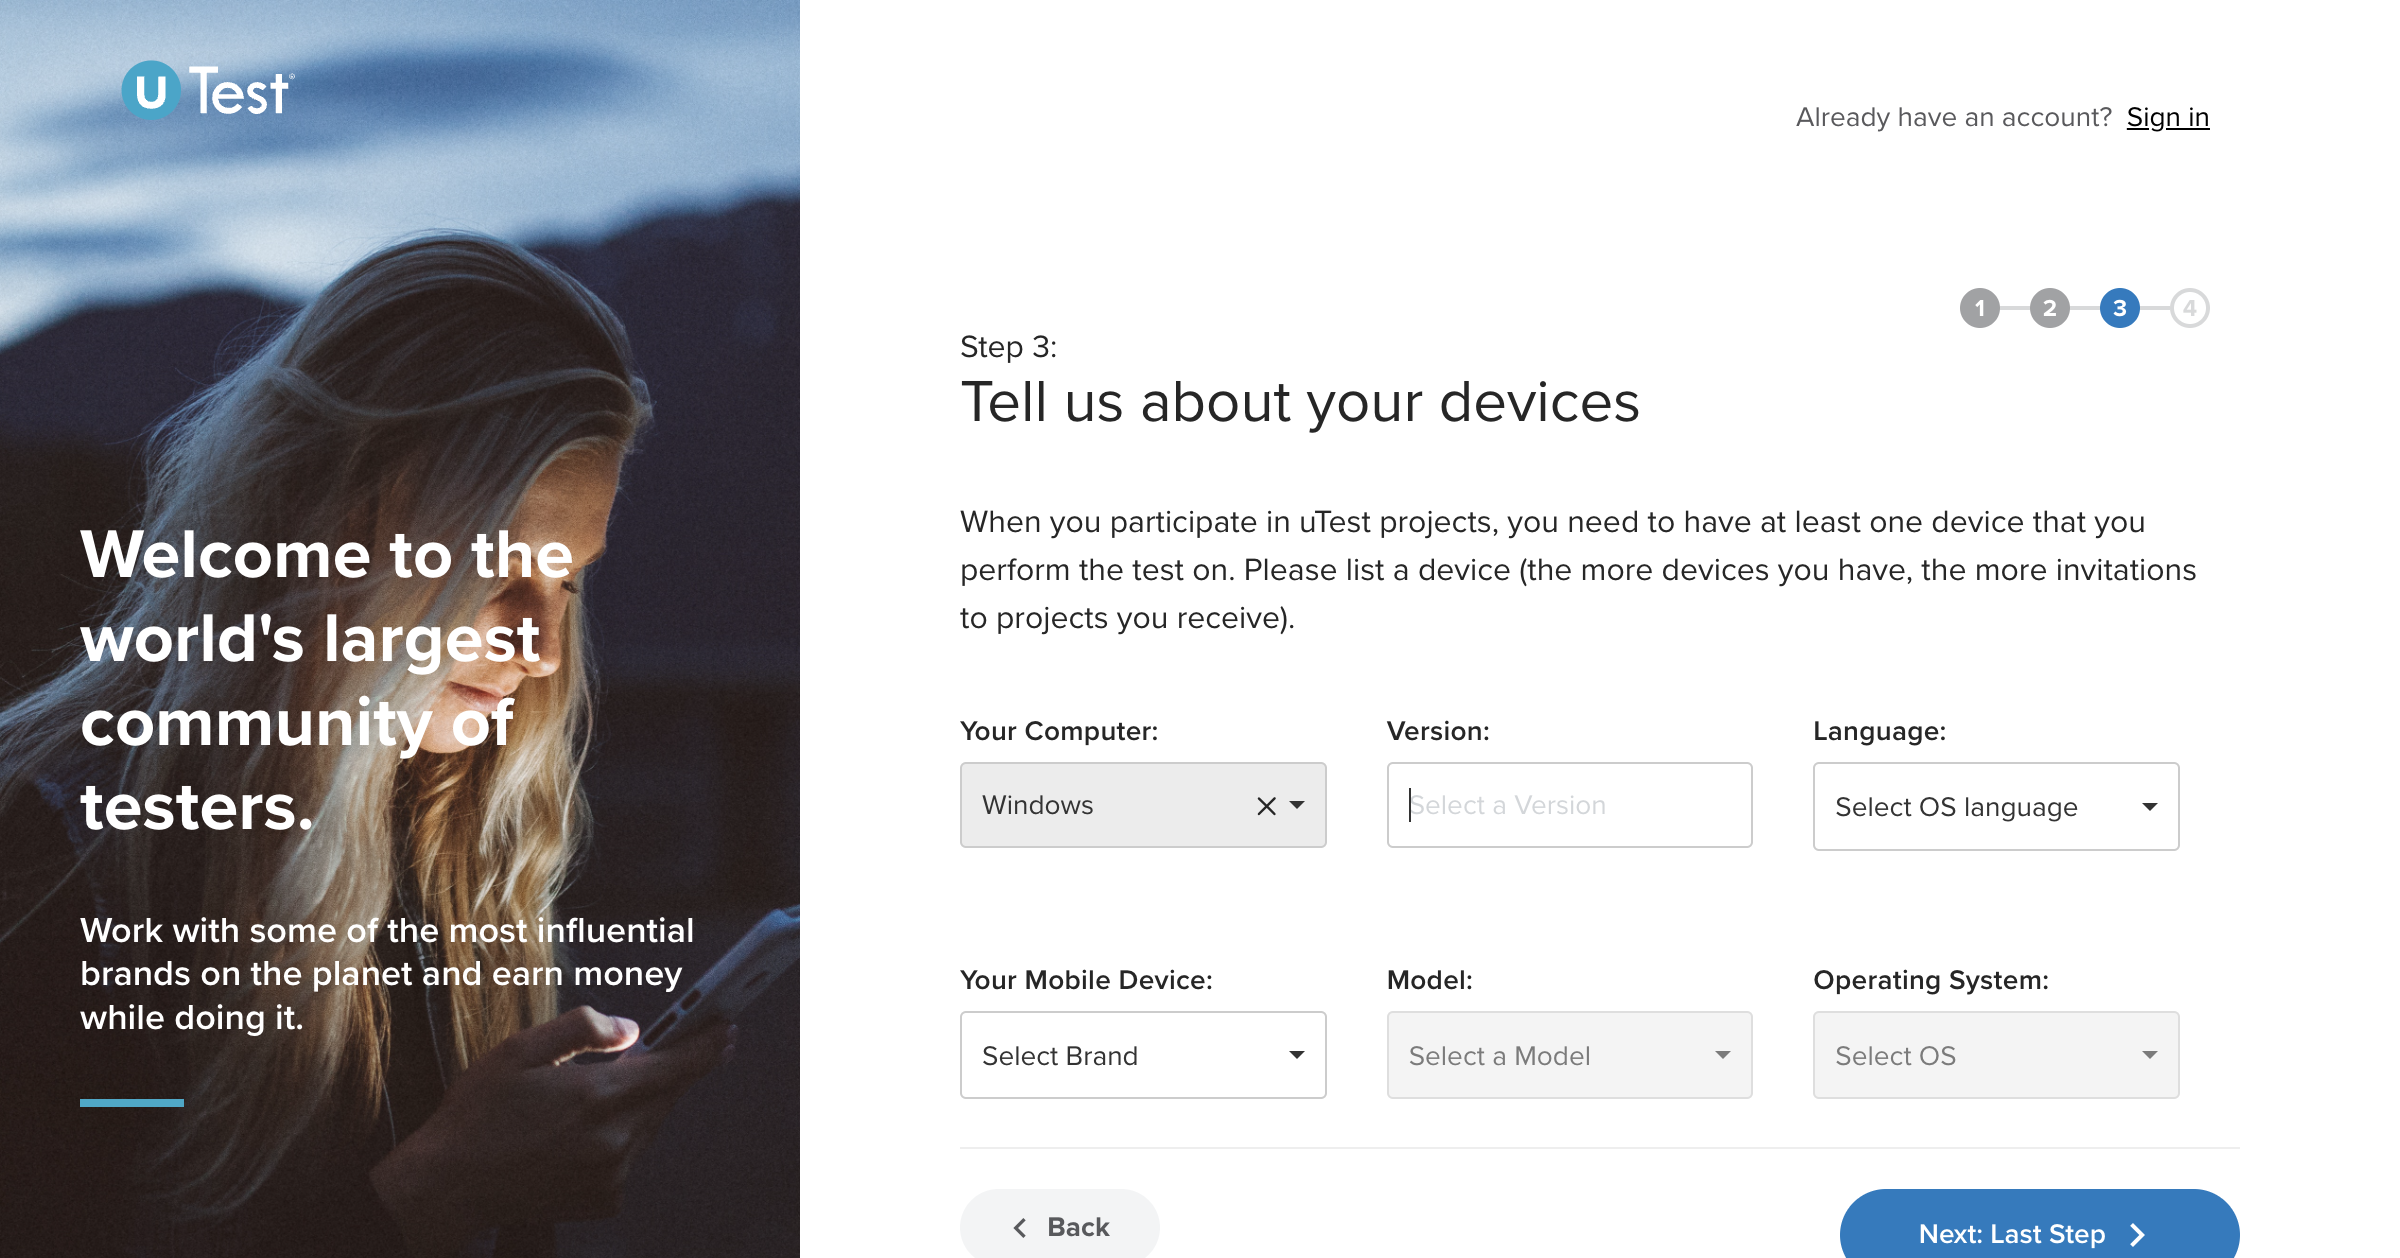 U Test®
Already have an account? Sign in
1 2 3 4
Step 3:
Tell us about your devices
Welcome to the
world's largest
community of
testers.
Work with some of the most influential
brands on the planet and earn money
while doing it.
When you participate in uTest projects, you need to have at least one device that you
perform the test on. Please list a device (the more devices you have, the more invitations
to projects you receive).
Your Computer: Version: Language:
Windows Select a Version Select OS language
Your Mobile Device: Model: Operating System:
Select Brand Select a Model Select OS
Back Next: Last Step